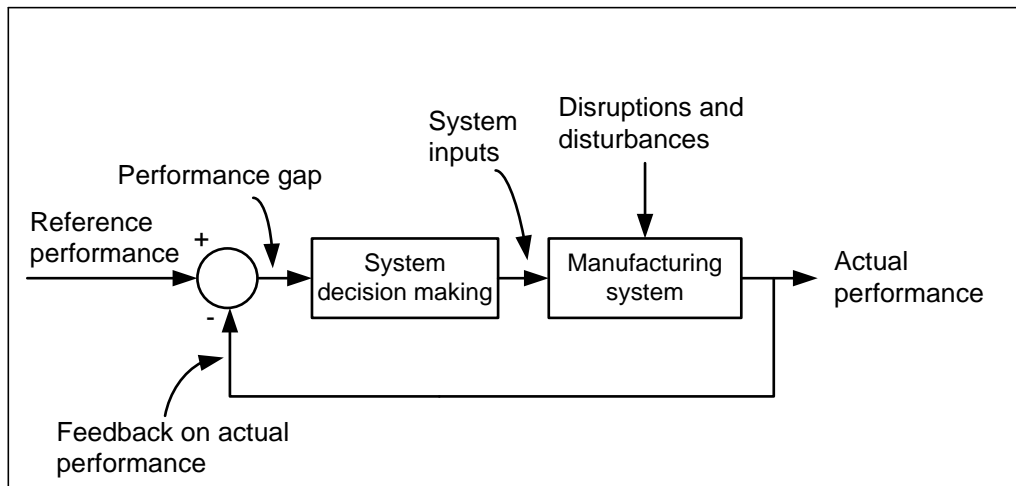 Disruptions and
disturbances
System
inputs
Performance gap
Reference
performance
+
-
System
decision making
Manufacturing
system
Actual
performance
Feedback on actual
performance